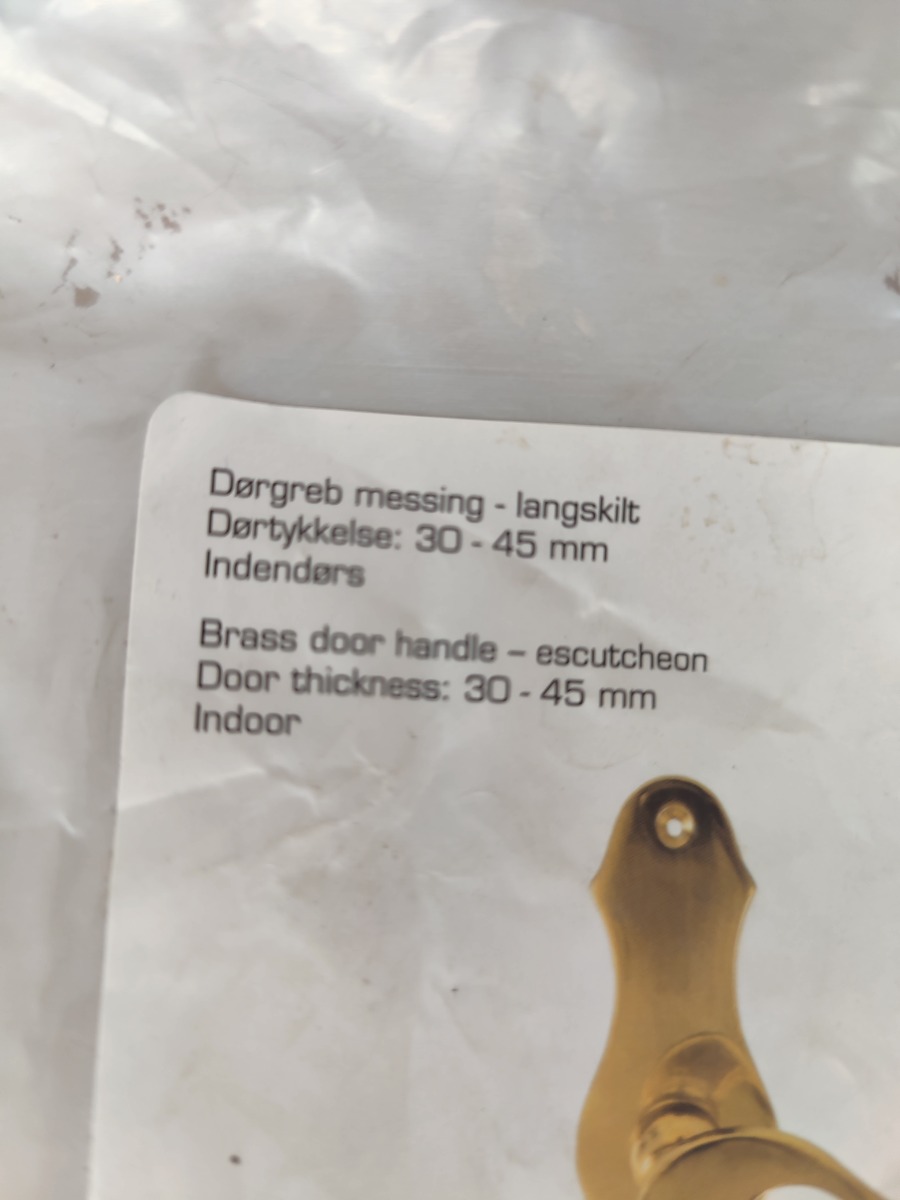 Dørgreb messing - langskilt
Dørtykkelse: 30 - 45 mm
Indendørs
Brass door handle – escutcheon
Door thickness: 30 - 45 mm
Indoor